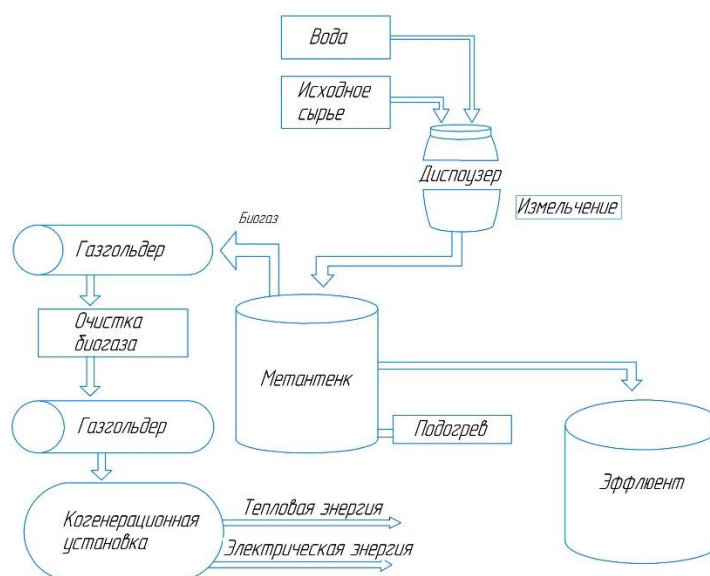 Вода
Исходное
сырье
Диспоузер
Измельчение
Биогаз
Газгольдер
Очистка
биогаза
Метантенк
Газгольдер
Подогрев
Эффлюент
Когенерационная
установка
Тепловая энергия
Электрическая энергия